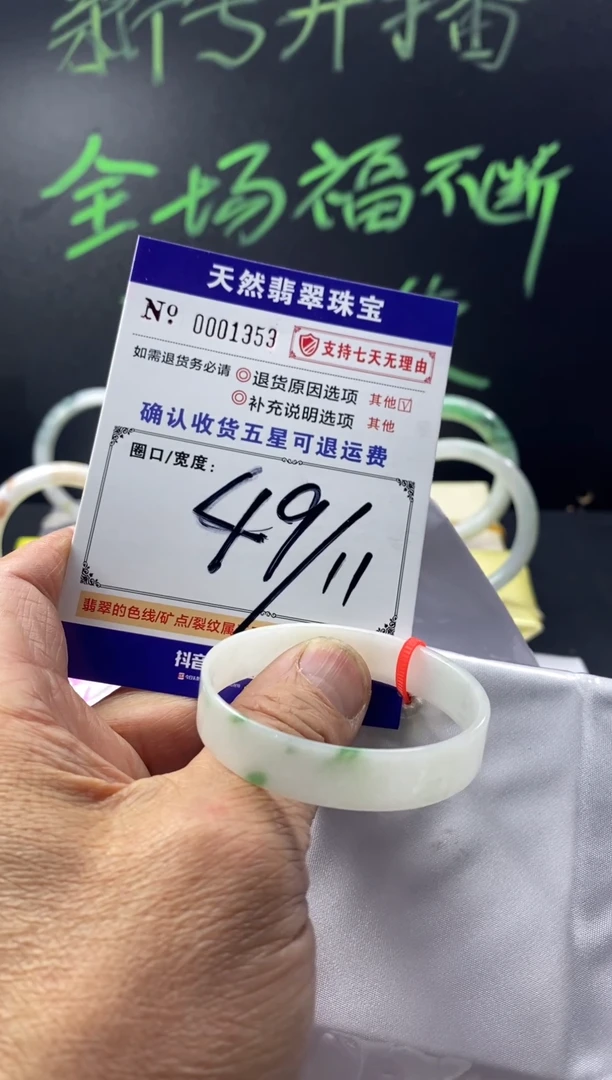 新号开播
全场福不断
天然翡翠珠宝
Nº 0001353
支持七天无理由
如需退货务必请 ◎退货原因选项 其他☑
◎补充说明选项 其他
确认收货五星可退运费
圈口/宽度：
49/11
翡翠的色线/矿点/裂纹属
抖音